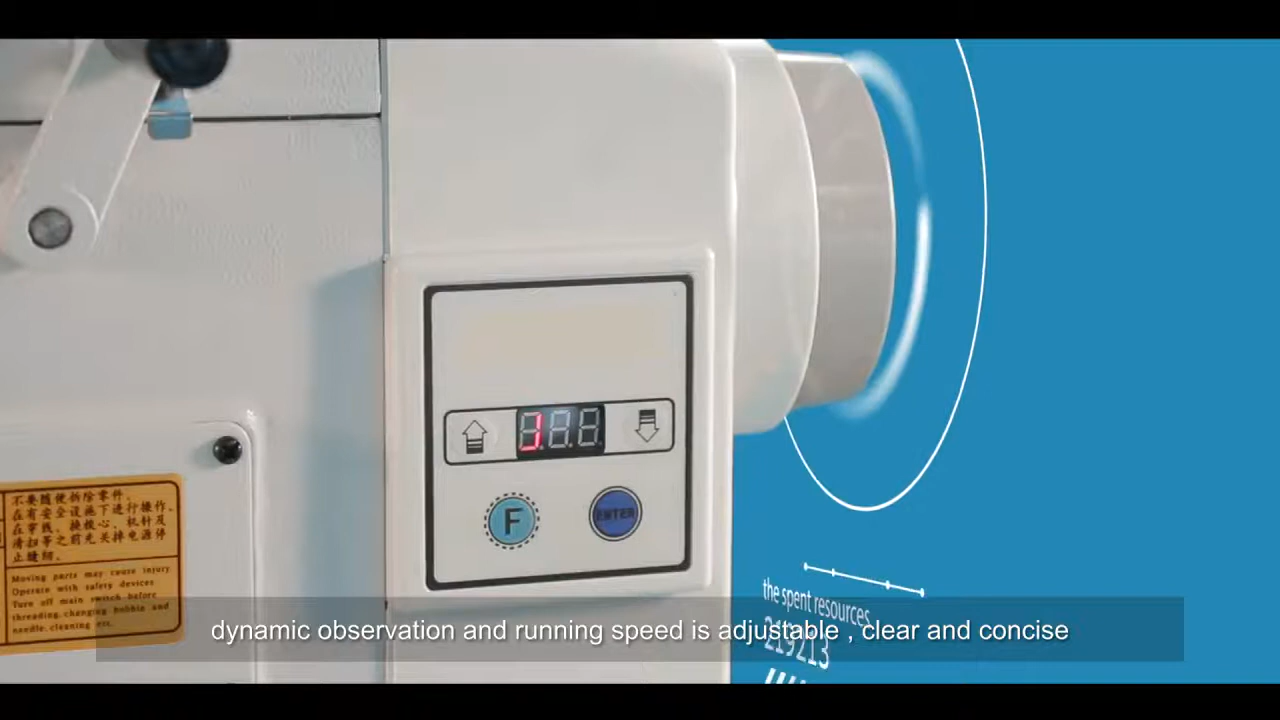 F
ENTER
不要随便拆除零件。
在有安全设施下进行操作、
在穿线、换梭心、机针及
清扫等之前先关掉电源停
止缝纫。
Moving parts may cause injury
Operate with safety devices
Turn off main switch before
threading, changing bobbin and
needle, cleaning etc.
the spent resources
219213
dynamic observation and running speed is adjustable , clear and concise